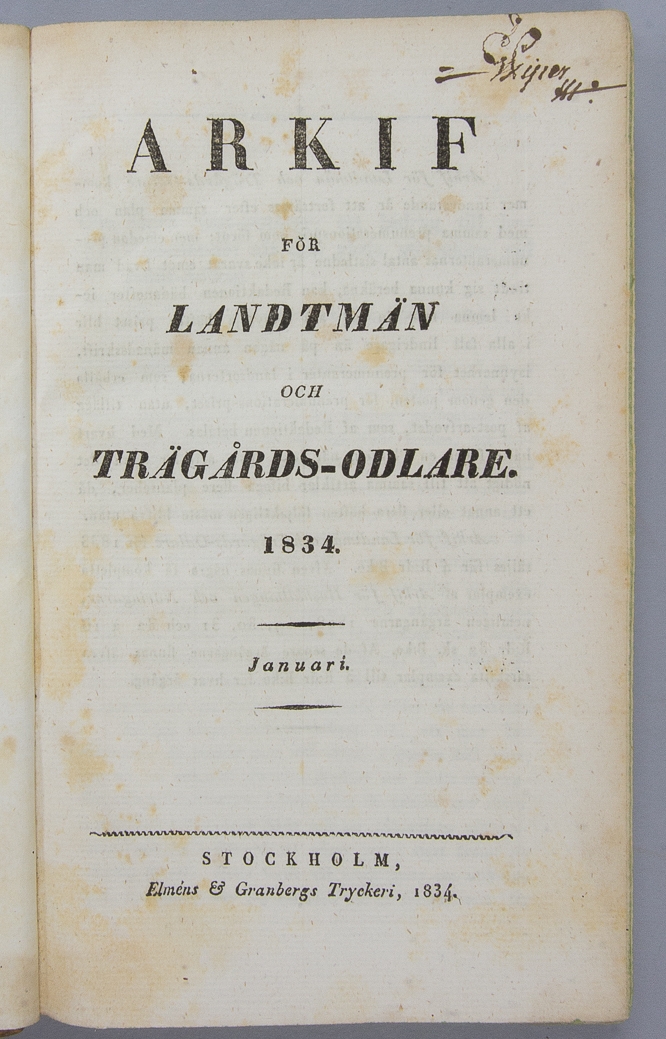 ARKIF
FÖR
LANDTMÄN
OCH
TRÄGÅRDS-ODLARE.
1834.
Januari.
STOCKHOLM,
Elméns & Granbergs Tryckeri, 1834.